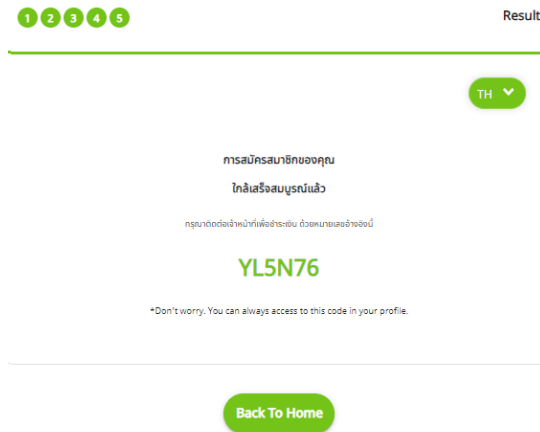 1 2 3 4 5 Result
TH
การสมัครสมาชิกของคุณ
ใกล้เสร็จสมบูรณ์แล้ว
กรุณาติดต่อเจ้าหน้าที่เพื่อชำระเงิน ด้วยหมายเลขอ้างอิงนี้
YL5N76
*Don't worry. You can always access to this code in your profile.
Back To Home